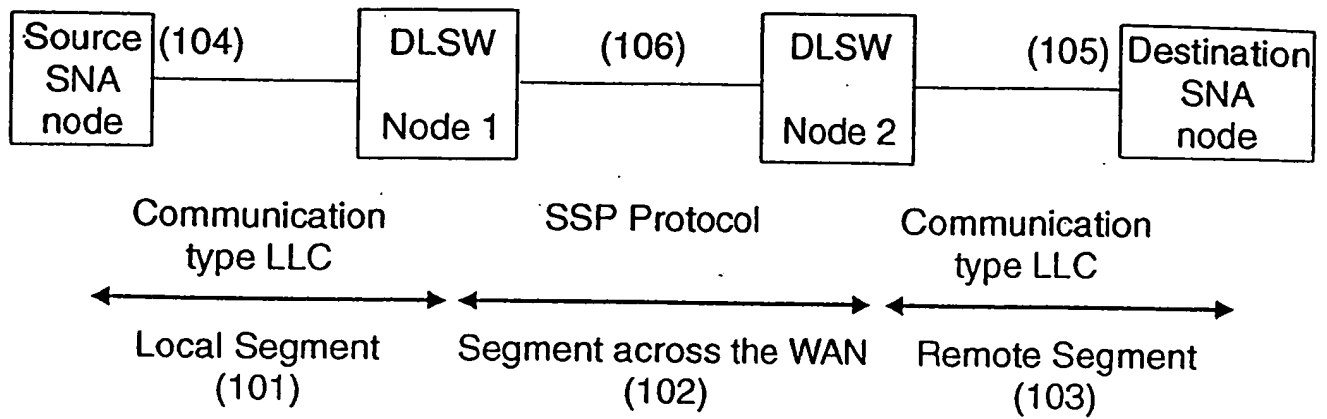 Source
SNA
node
(104)
DLSW
Node 1
(106)
DLSW
Node 2
(105)
Destination
SNA
node
Communication
type LLC
SSP Protocol
Communication
type LLC
Local Segment
(101)
Segment across the WAN
(102)
Remote Segment
(103)